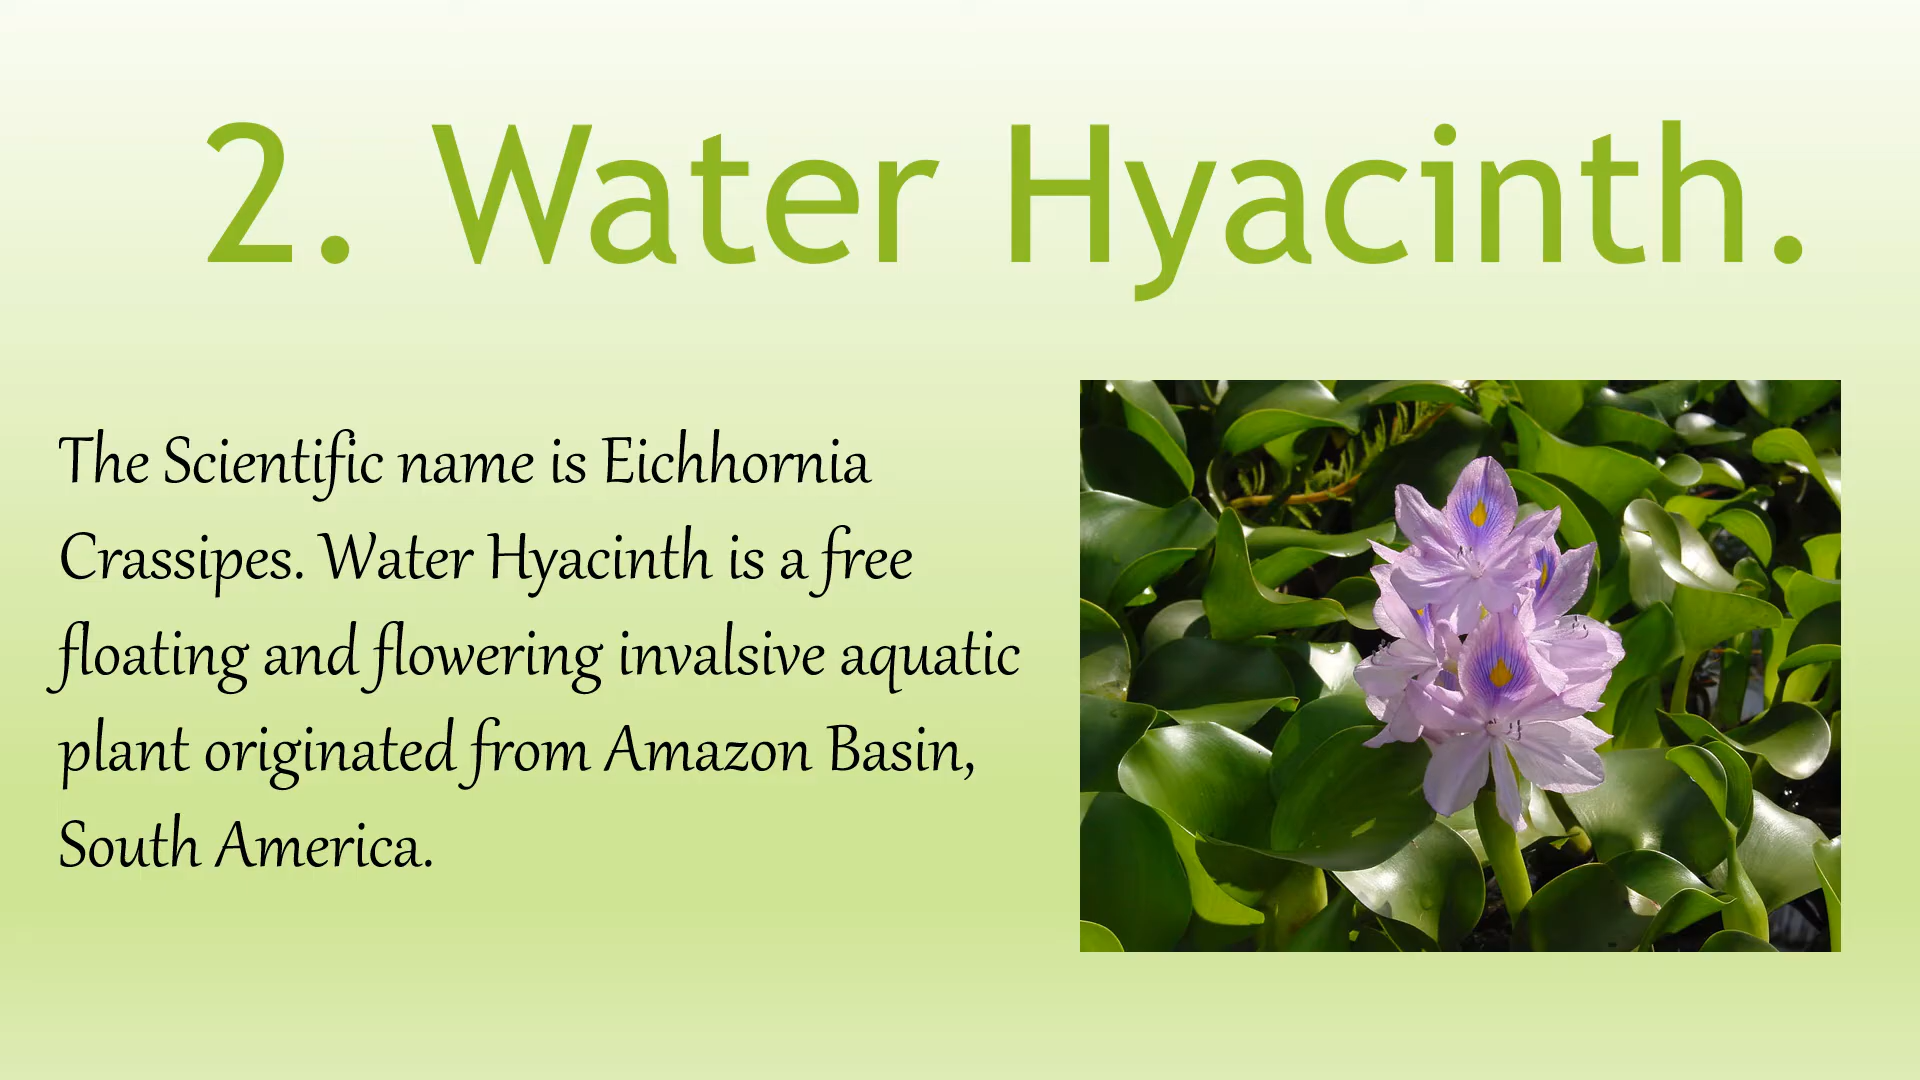 2. Water Hyacinth.
The Scientific name is Eichhornia
Crassipes. Water Hyacinth is a free
floating and flowering invalsive aquatic
plant originated from Amazon Basin,
South America.